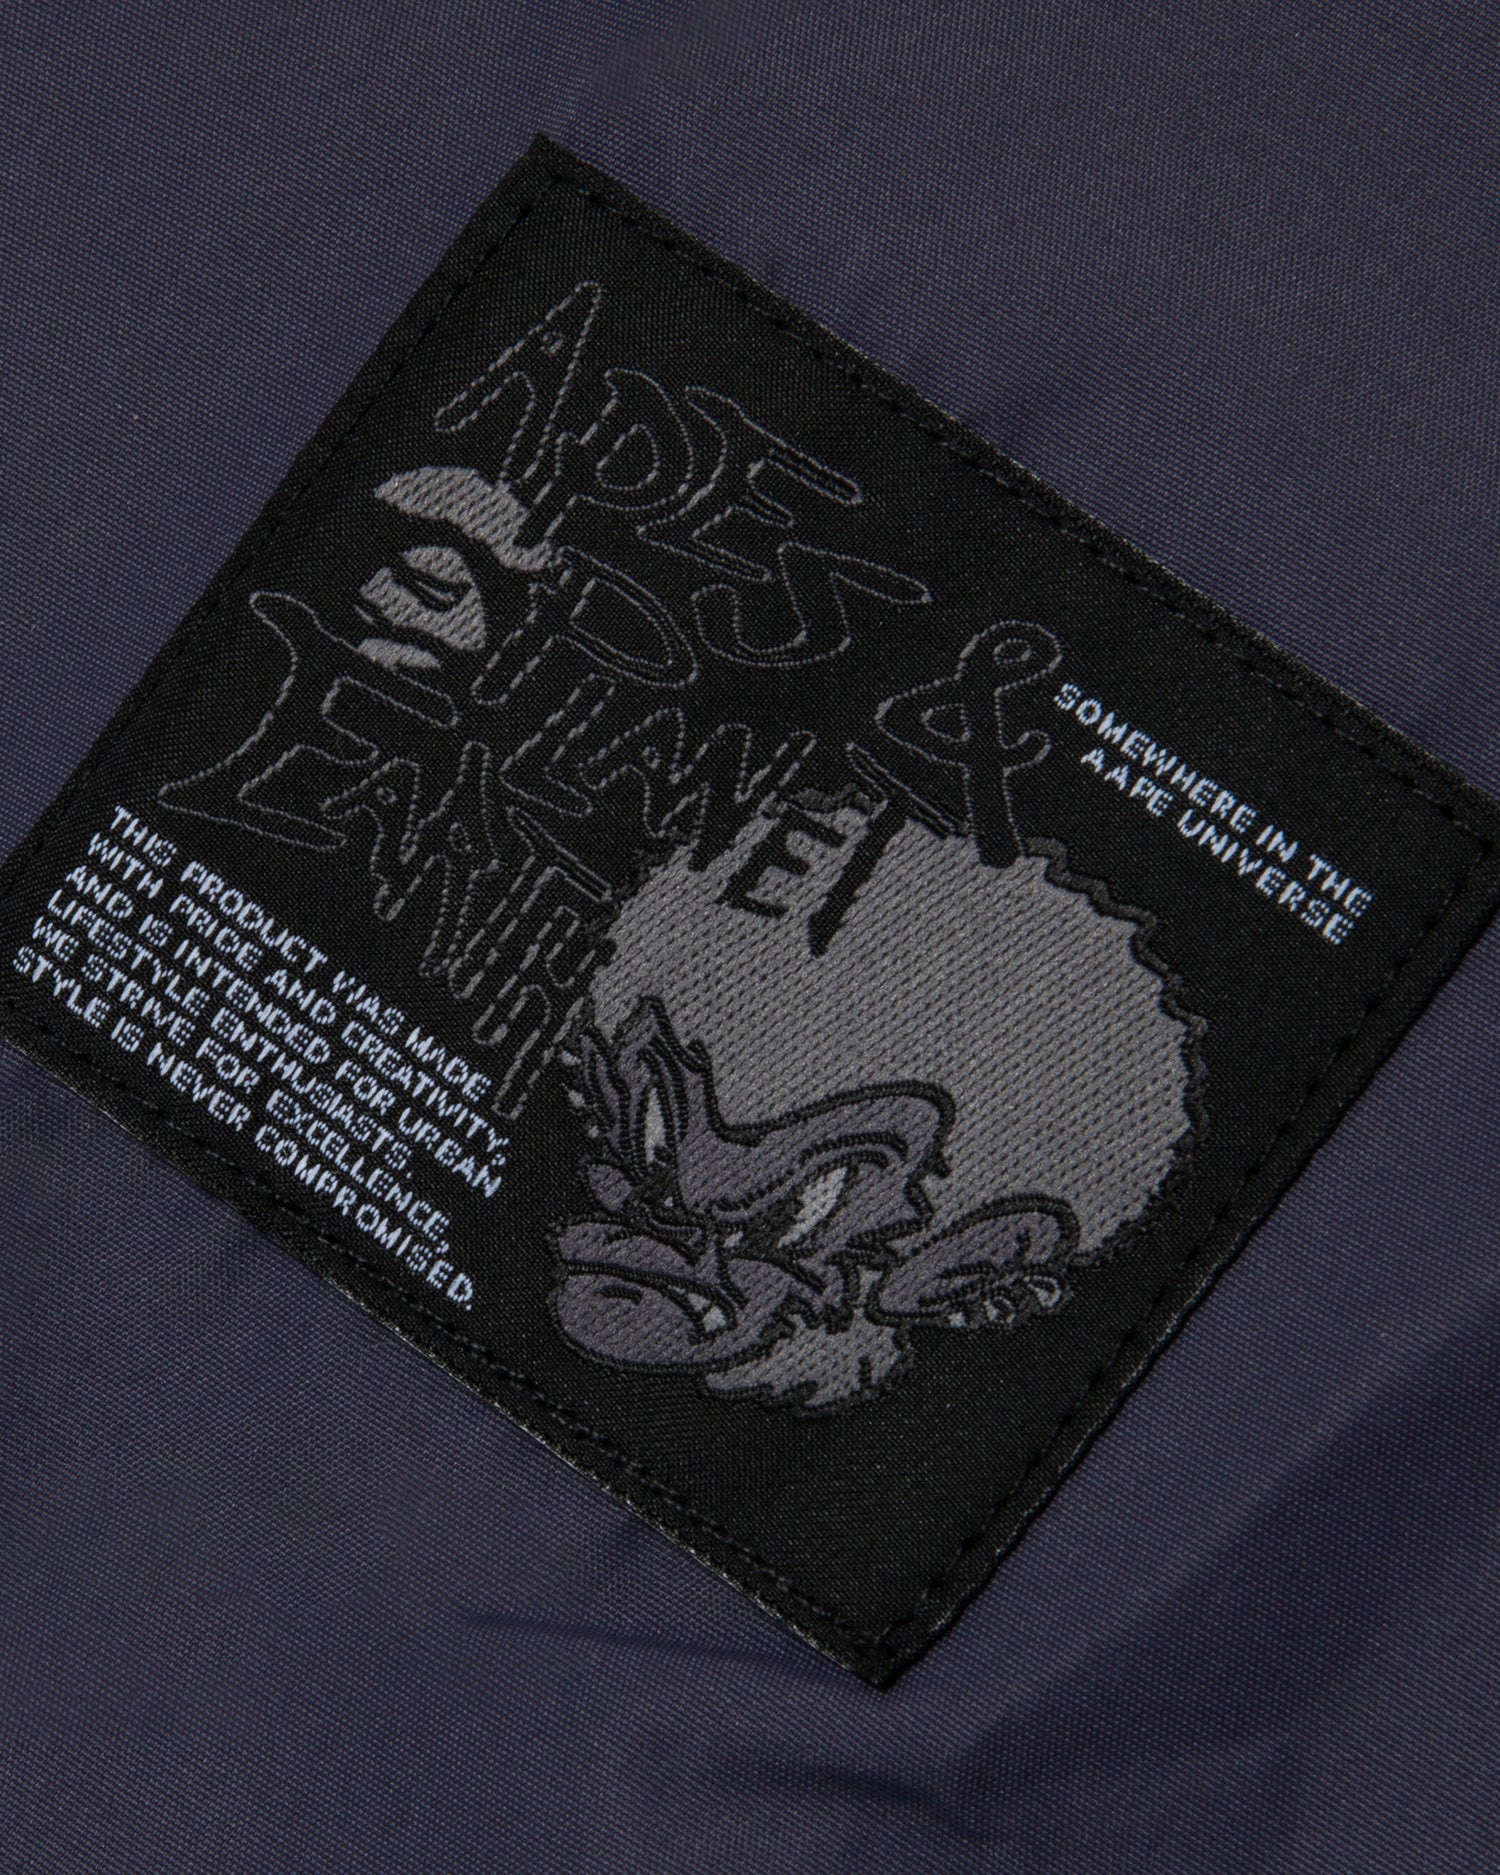 APES
& PLANET
EARTH
SOMEWHERE IN THE
AAPE UNIVERSE
THIS PRODUCT WAS MADE
WITH PRIDE AND CREATIVITY,
AND IS INTENDED FOR URBAN
LIFESTYLE ENTHUSIASTS.
WE STRIVE FOR EXCELLENCE,
STYLE IS NEVER COMPROMISED.